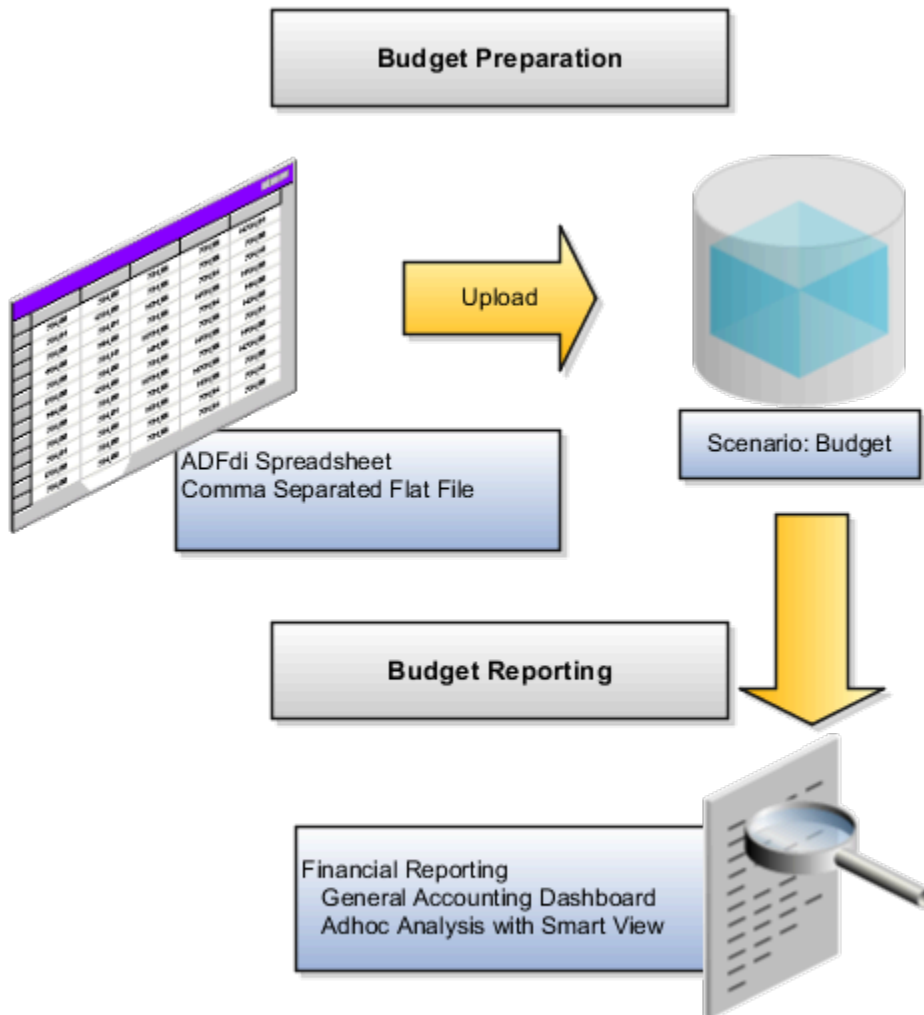 Budget Preparation
Upload
Scenario: Budget
ADFdi Spreadsheet
Comma Separated Flat File
Budget Reporting
Financial Reporting
General Accounting Dashboard
Adhoc Analysis with Smart View